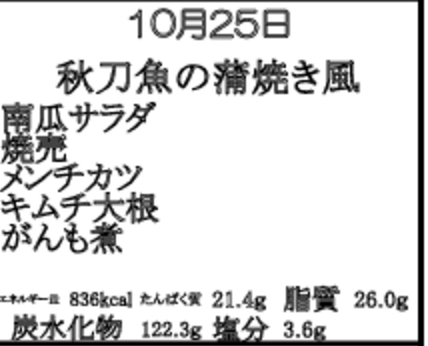 10月25日
秋刀魚の蒲焼き風
南瓜サラダ
焼売
メンチカツ
キムチ大根
がんも煮
エネルギー量 836kcal たんぱく質 21.4g 脂質 26.0g
炭水化物 122.3g 塩分 3.6g